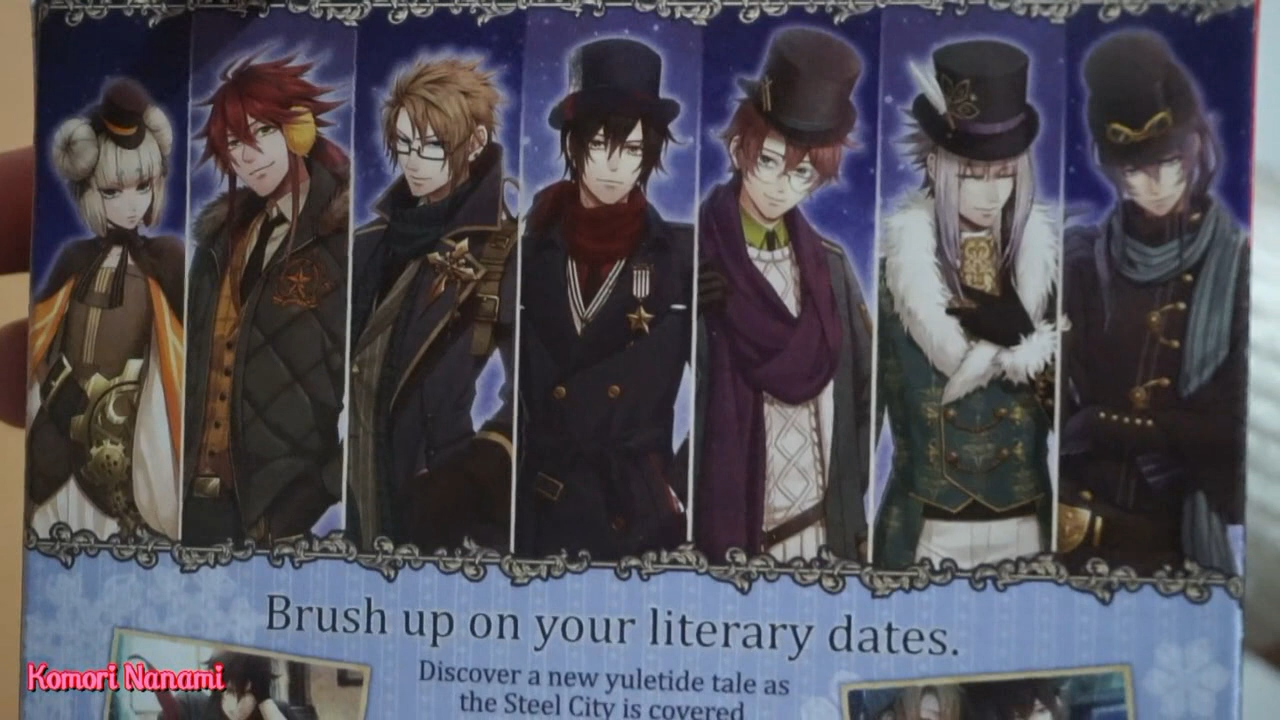 Brush up on your literary dates.
Discover a new yuletide tale as
the Steel City is covered
Komori Nanami